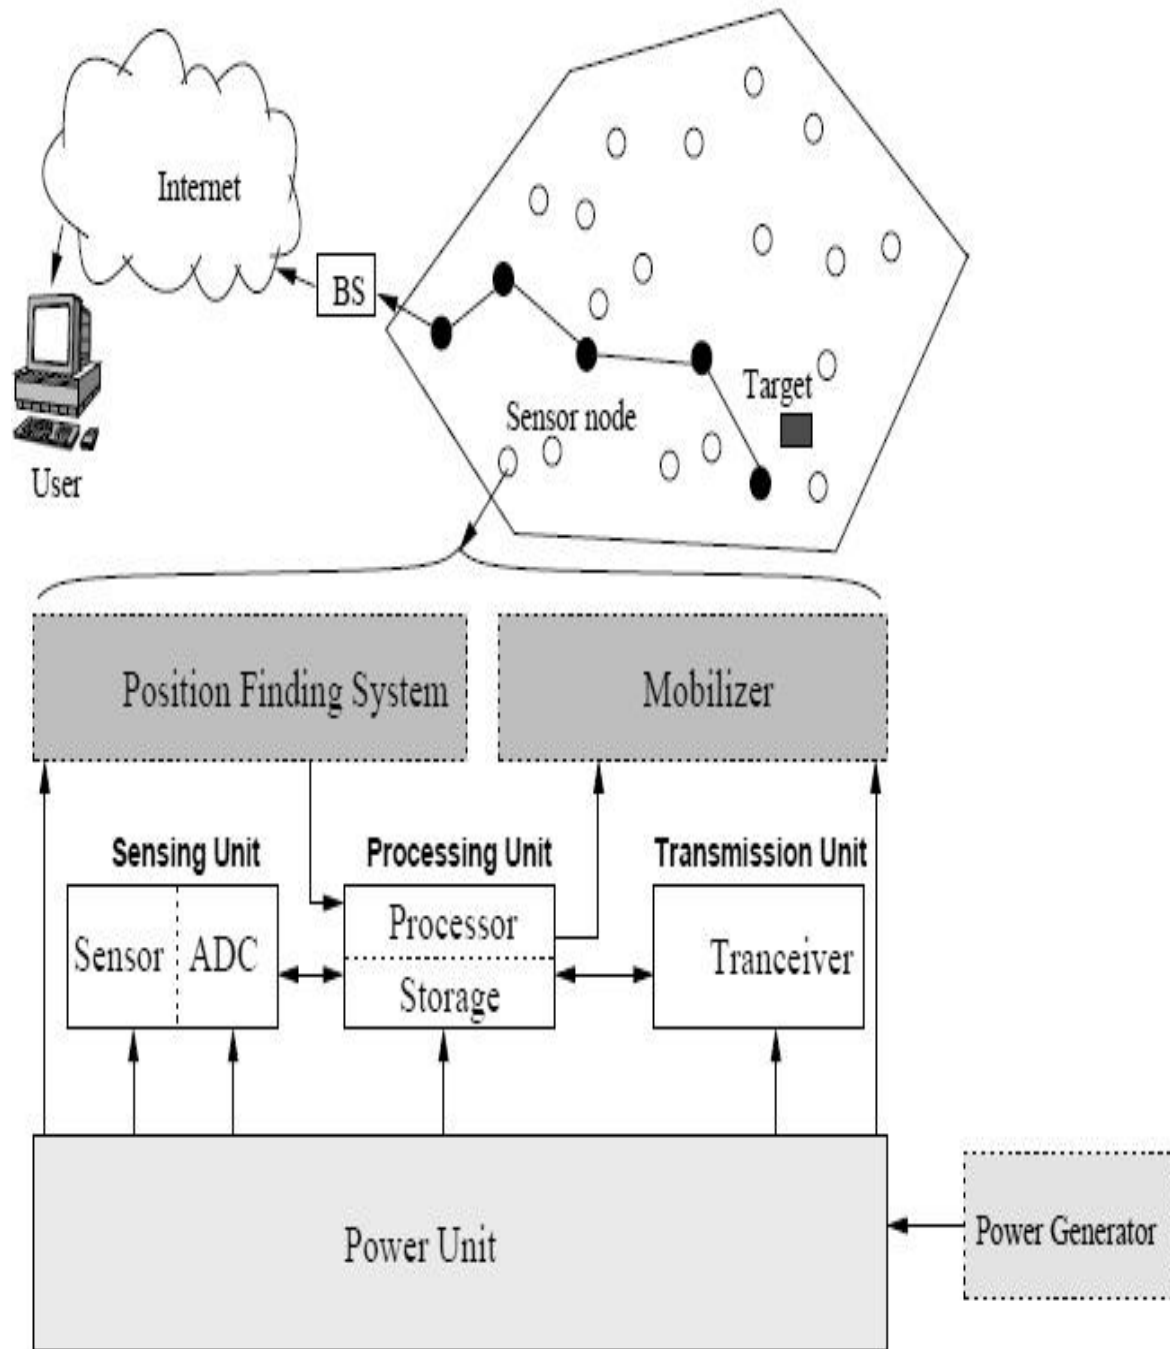 Internet
BS
Target
Sensor node
User
Position Finding System
Mobilizer
Sensing Unit
Processing Unit
Transmission Unit
Sensor
ADC
Processor
Storage
Tranceiver
Power Unit
Power Generator